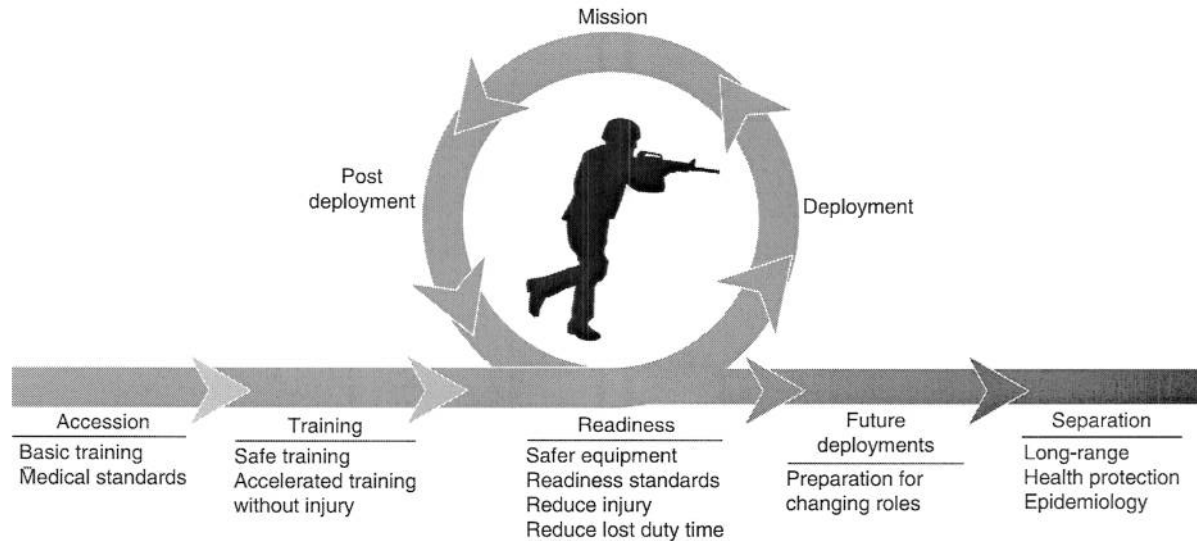 Mission
Post
deployment
Deployment
Accession
Basic training
Medical standards
Training
Safe training
Accelerated training
without injury
Readiness
Safer equipment
Readiness standards
Reduce injury
Reduce lost duty time
Future
deployments
Preparation for
changing roles
Separation
Long-range
Health protection
Epidemiology